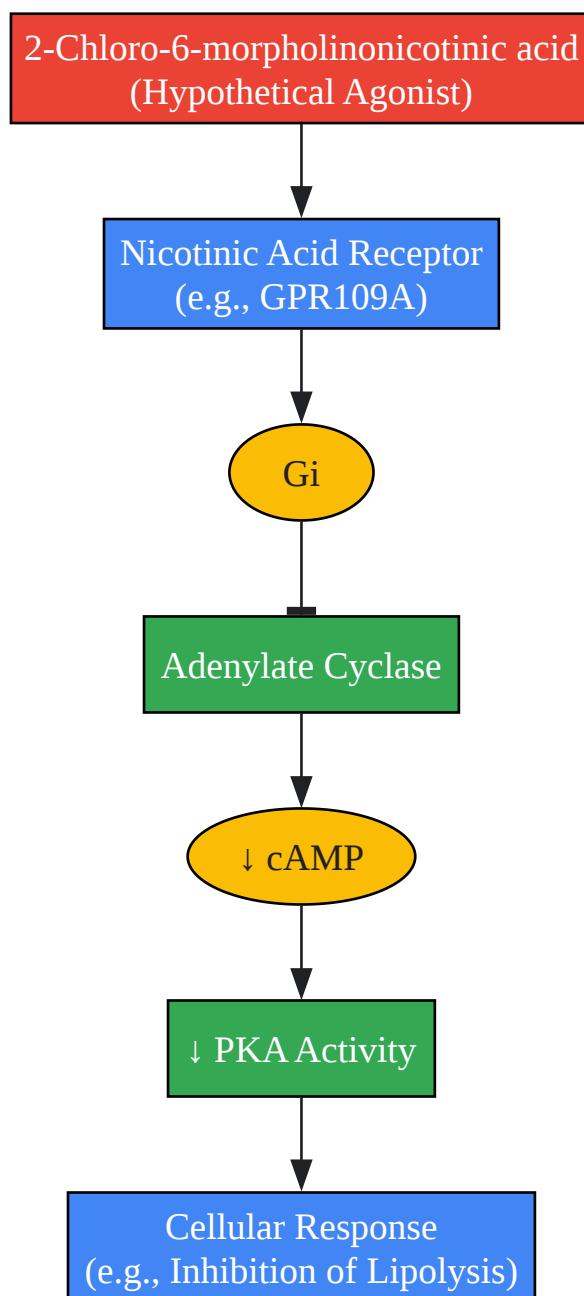 2-Chloro-6-morpholinonicotinic acid
(Hypothetical Agonist)
Nicotinic Acid Receptor
(e.g., GPR109A)
Gi
Adenylate Cyclase
↓ cAMP
↓ PKA Activity
Cellular Response
(e.g., Inhibition of Lipolysis)